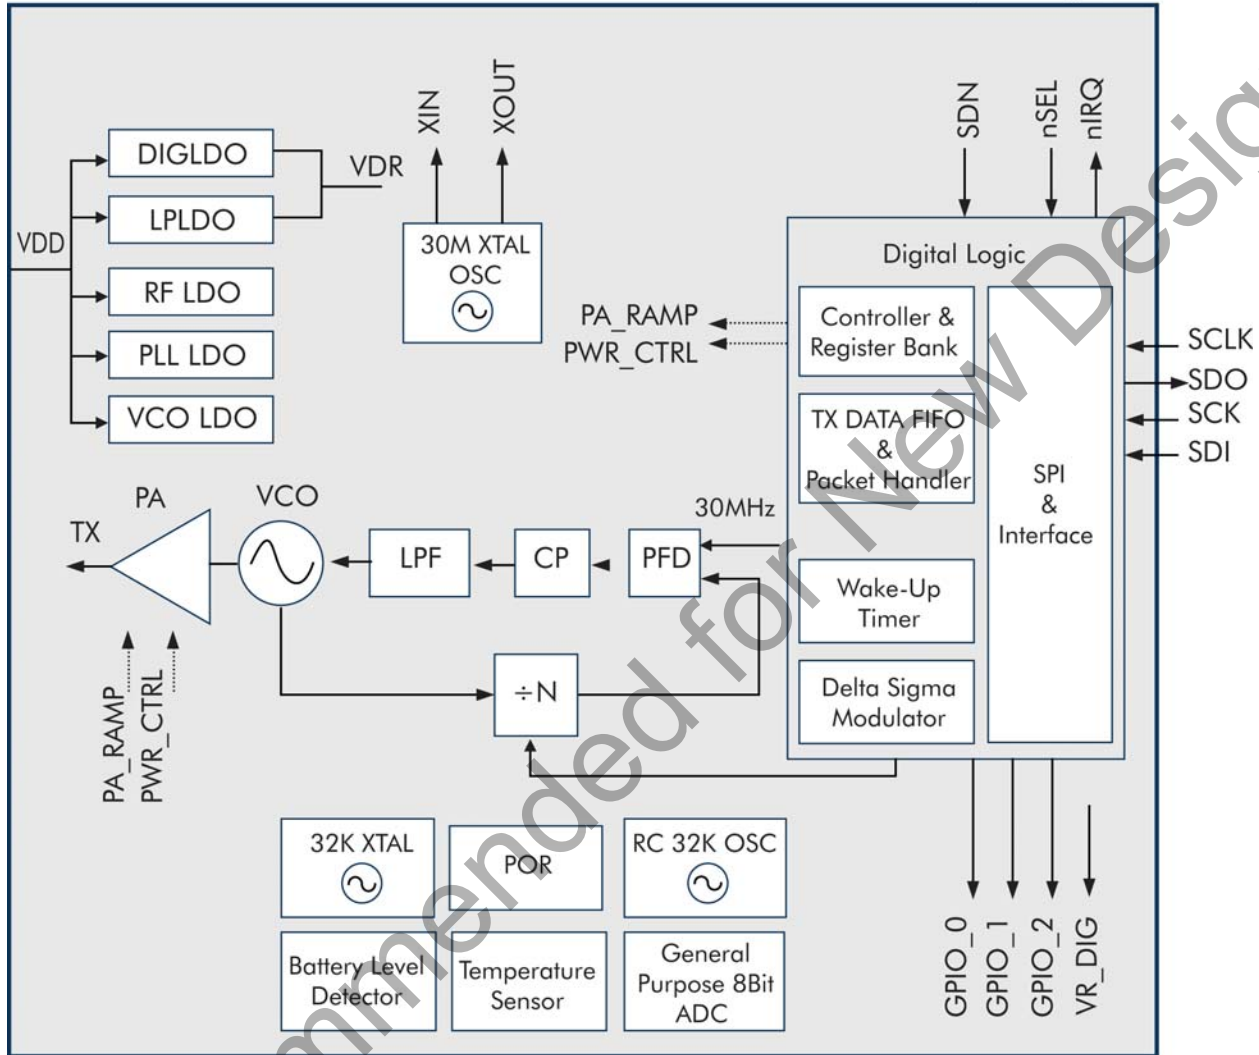 XIN
XOUT
SDN
nSEL
nIRQ
DIGLDO
LPLDO
RF LDO
PLL LDO
VCO LDO
VDD
VDR
30M XTAL
OSC
PA_RAMP
PWR_CTRL
Digital Logic
Controller &
Register Bank
TX DATA FIFO
&
Packet Handler
Wake-Up
Timer
Delta Sigma
Modulator
SPI
&
Interface
SCLK
SDO
SCK
SDI
30MHz
TX
PA
VCO
LPF
CP
PFD
÷N
PA_RAMP
PWR_CTRL
32K XTAL
POR
RC 32K OSC
Battery Level
Detector
Temperature
Sensor
General
Purpose 8Bit
ADC
GPIO_0
GPIO_1
GPIO_2
VR_DIG
mmended for New Desig